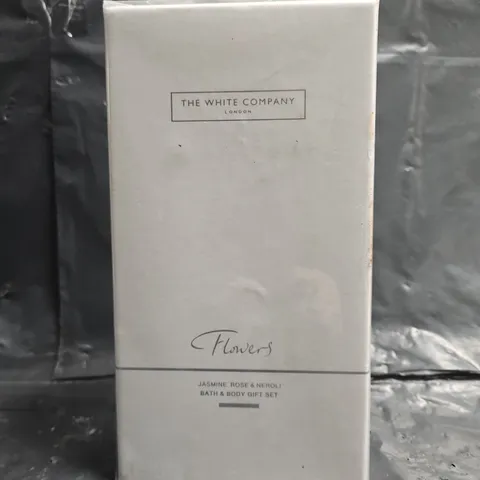 THE WHITE COMPANY
LONDON
Flowers
JASMINE, ROSE & NEROLI
BATH & BODY GIFT SET